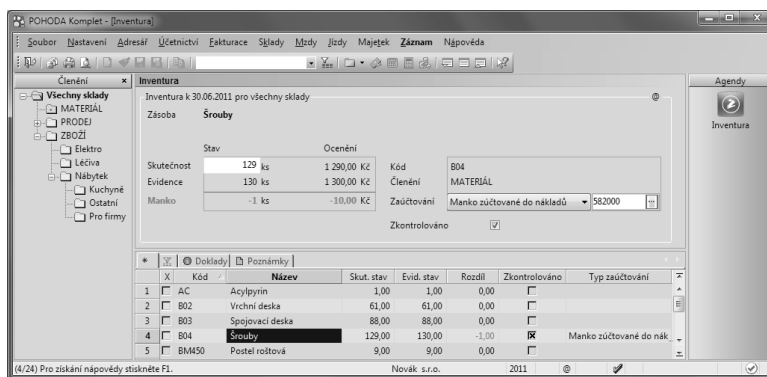 POHODA Komplet - [Inventura]
Soubor Nastavení Adresář Účetnictví Fakturace Sklady Mzdy Jízdy Majetek Záznam Nápověda
Členění × Inventura Agendy
Všechny sklady
MATERIÁL
PRODEJ
ZBOŽÍ
Elektro
Léčiva
Nábytek
Kuchyně
Ostatní
Pro firmy
Inventura k 30.06.2011 pro všechny sklady @
Zásoba Šrouby
Stav Ocenění
Skutečnost 129 ks 1 290,00 Kč Kód B04
Evidence 130 ks 1 300,00 Kč Členění MATERIÁL
Manko -1 ks -10,00 Kč Zaúčtování Manko zúčtované do nákladů 582000 ...
Zkontrolováno
Inventura
* Doklady Poznámky
X Kód Název Skut. stav Evid. stav Rozdíl Zkontrolováno Typ zaúčtování
1 AC Acylpyrin 1,00 1,00 0,00
2 B02 Vrchní deska 61,00 61,00 0,00
3 B03 Spojovací deska 88,00 88,00 0,00
4 B04 Šrouby 129,00 130,00 -1,00 Manko zúčtované do nák
5 BM450 Postel roštová 9,00 9,00 0,00
(4/24) Pro získání nápovědy stiskněte F1. Novák s.r.o. 2011 @